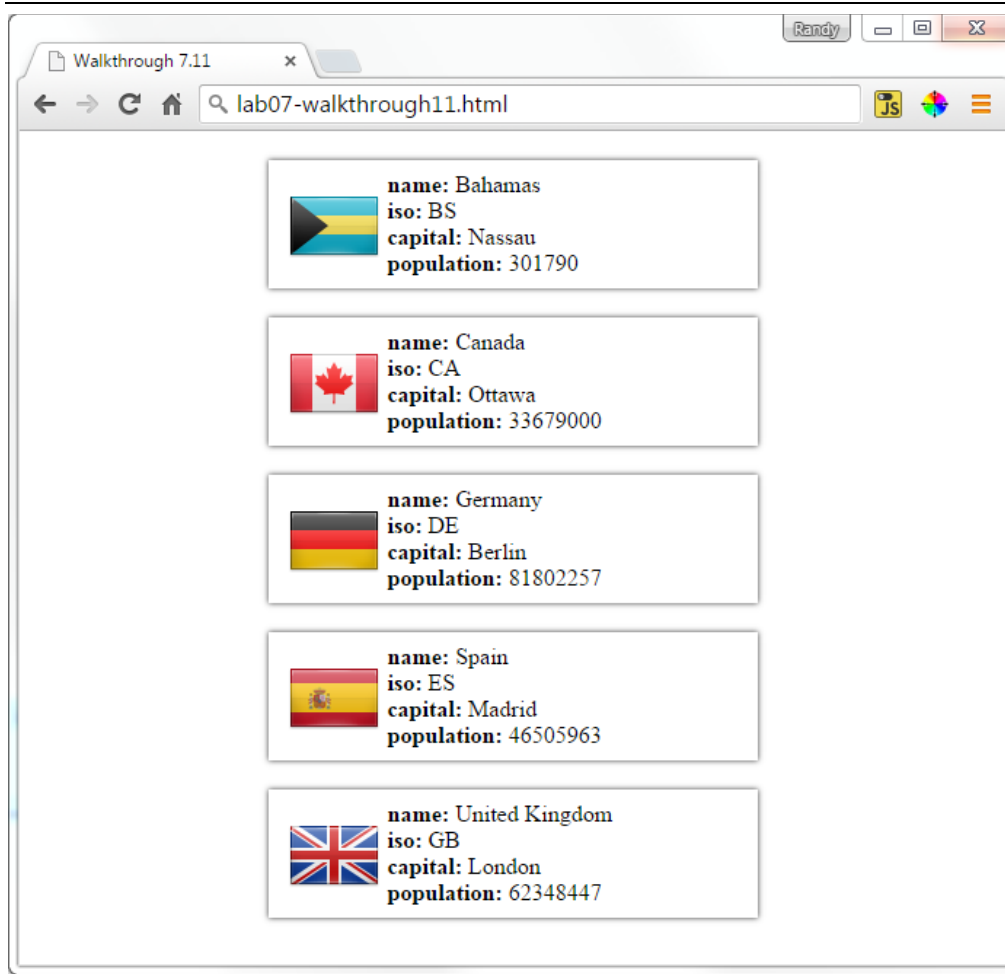 Randy
Walkthrough 7.11
lab07-walkthrough11.html
JS
name: Bahamas
iso: BS
capital: Nassau
population: 301790
name: Canada
iso: CA
capital: Ottawa
population: 33679000
name: Germany
iso: DE
capital: Berlin
population: 81802257
name: Spain
iso: ES
capital: Madrid
population: 46505963
name: United Kingdom
iso: GB
capital: London
population: 62348447